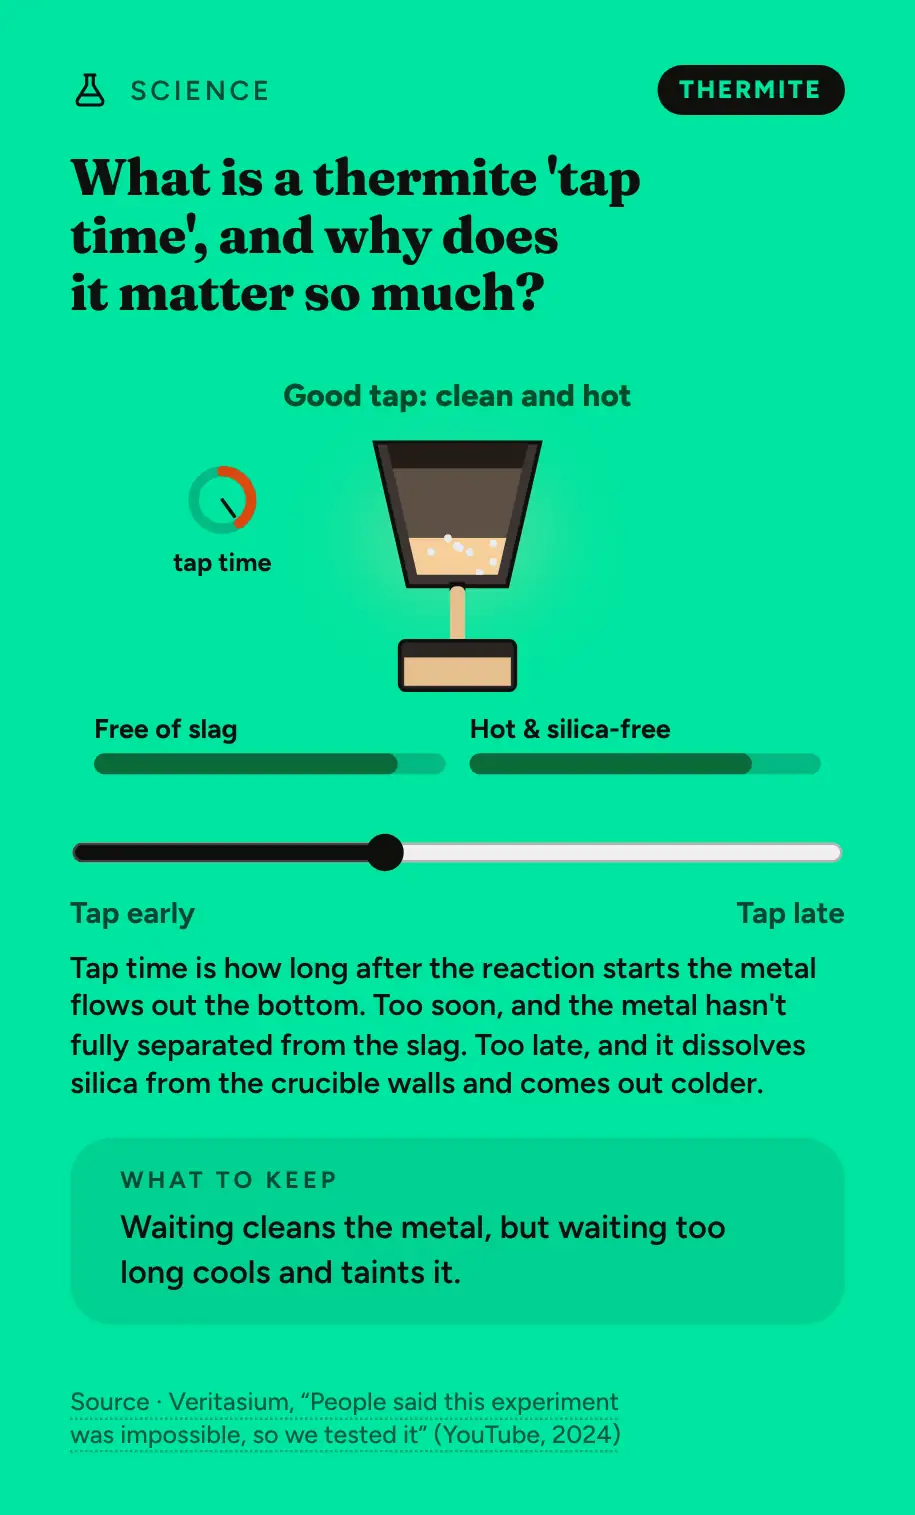 SCIENCE
THERMITE
What is a thermite 'tap
time', and why does
it matter so much?
Good tap: clean and hot
tap time
Free of slag
Hot & silica-free
Tap early
Tap late
Tap time is how long after the reaction starts the metal
flows out the bottom. Too soon, and the metal hasn't
fully separated from the slag. Too late, and it dissolves
silica from the crucible walls and comes out colder.
WHAT TO KEEP
Waiting cleans the metal, but waiting too
long cools and taints it.
Source · Veritasium, “People said this experiment
was impossible, so we tested it” (YouTube, 2024)